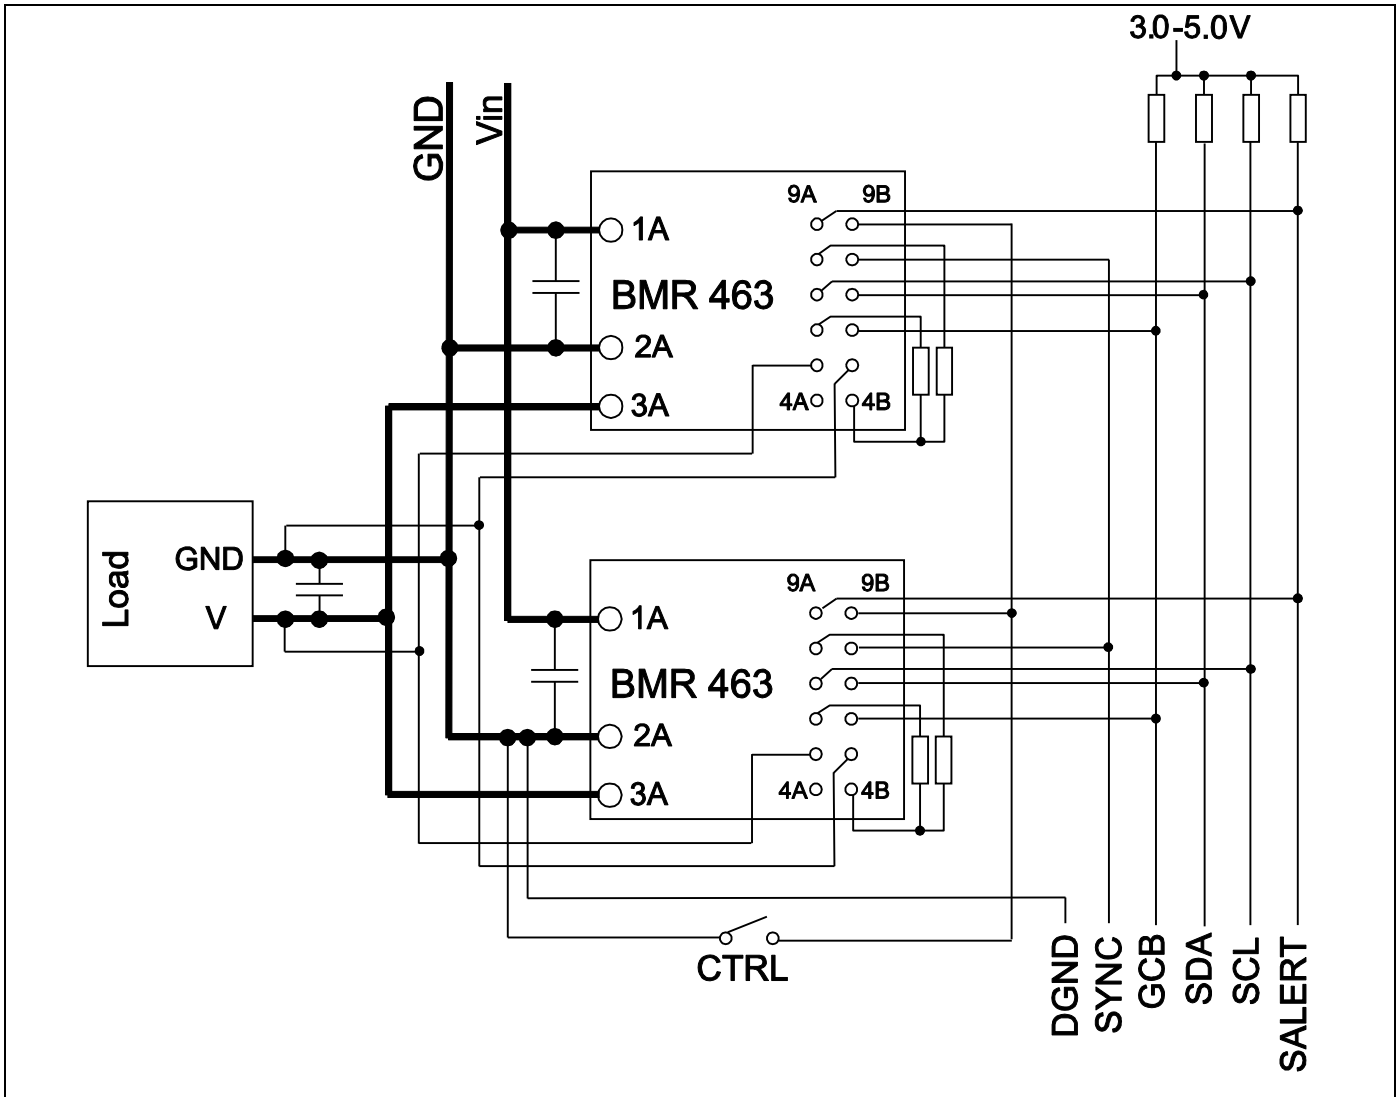 3.0-5.0V
GND
Vin
9A 9B
1A
BMR 463
2A
3A
4A 4B
Load
GND
V
9A 9B
1A
BMR 463
2A
3A
4A 4B
CTRL
DGND
SYNC
GCB
SDA
SCL
SALERT